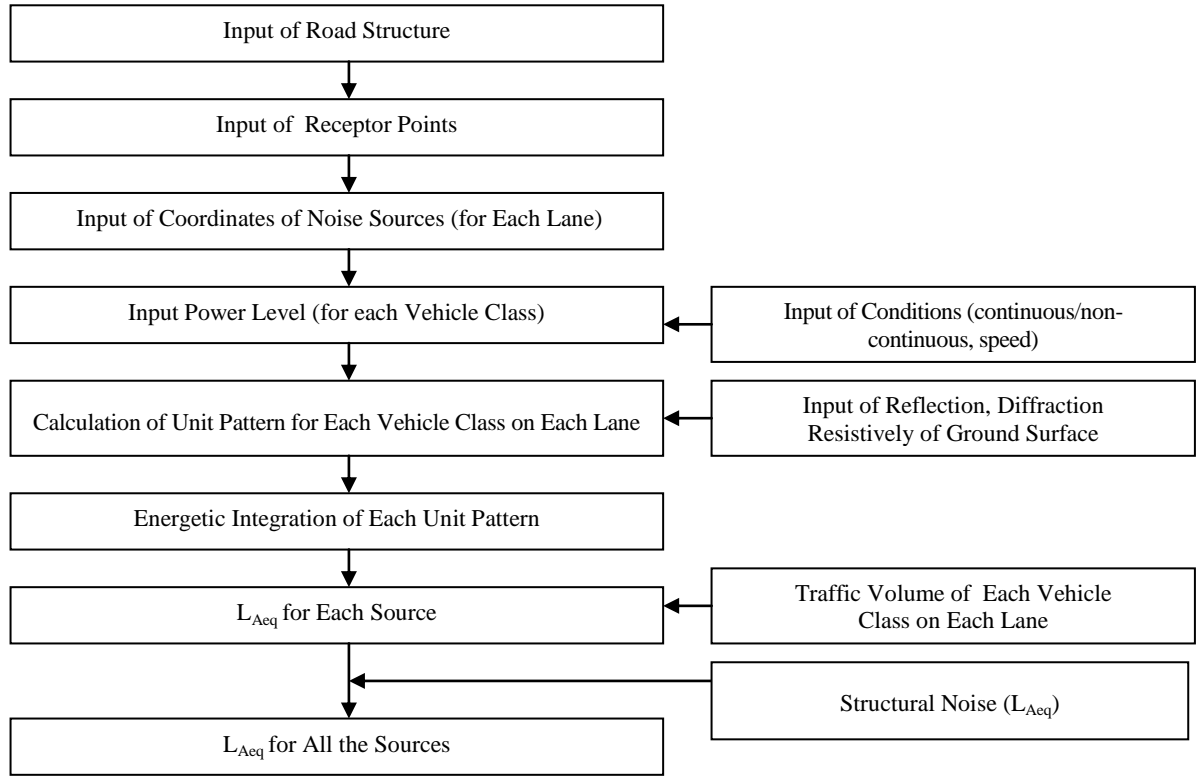 Input of Road Structure
Input of Receptor Points
Input of Coordinates of Noise Sources (for Each Lane)
Input Power Level (for each Vehicle Class)
Input of Conditions (continuous/non-
continuous, speed)
Calculation of Unit Pattern for Each Vehicle Class on Each Lane
Input of Reflection, Diffraction
Resistively of Ground Surface
Energetic Integration of Each Unit Pattern
LAeq for Each Source
Traffic Volume of Each Vehicle
Class on Each Lane
Structural Noise (LAeq)
LAeq for All the Sources